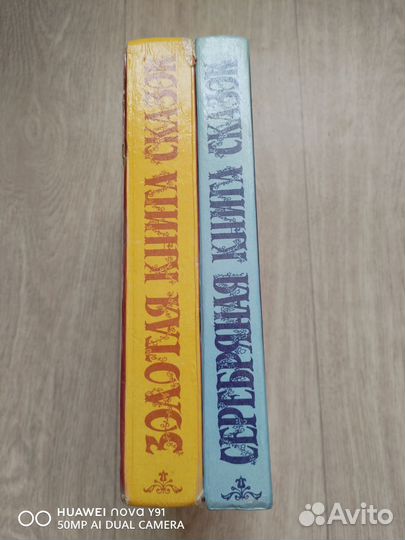 ЗОЛОТАЯ КНИГА СКАЗОК
СЕРЕБРЯНАЯ КНИГА СКАЗОК
HUAWEI nova Y91
50MP AI DUAL CAMERA
Avito